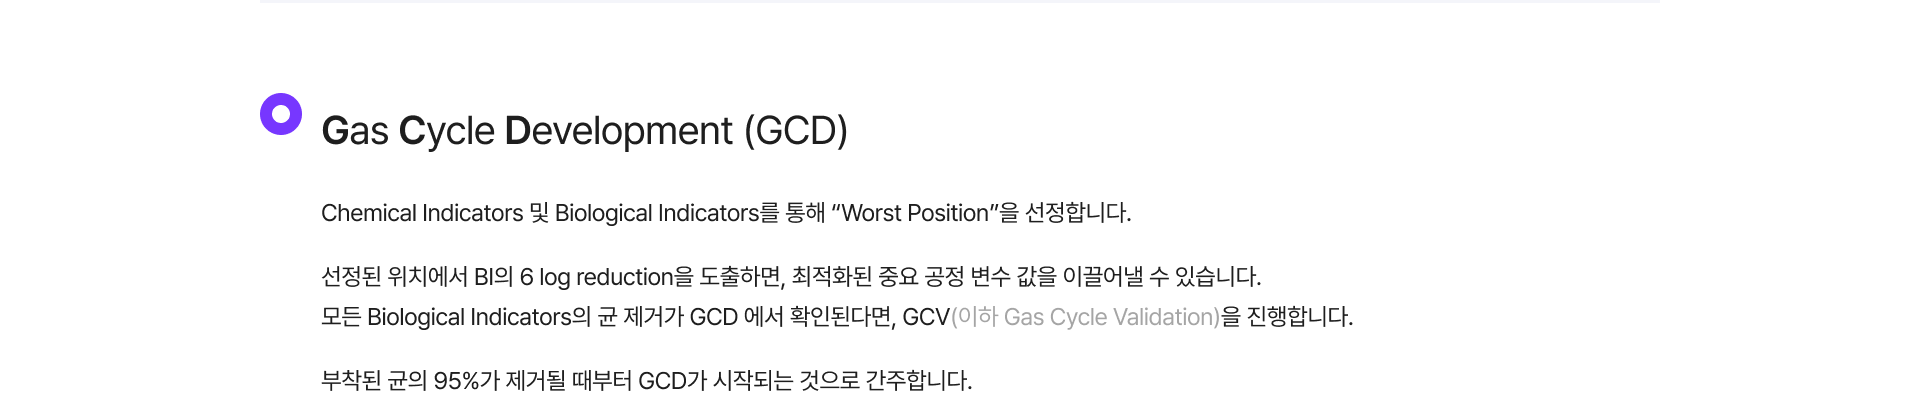 Gas Cycle Development (GCD)
Chemical Indicators 및 Biological Indicators를 통해 “Worst Position”을 선정합니다.
선정된 위치에서 BI의 6 log reduction을 도출하면, 최적화된 중요 공정 변수 값을 이끌어낼 수 있습니다.
모든 Biological Indicators의 균 제거가 GCD 에서 확인된다면, GCV(이하 Gas Cycle Validation)을 진행합니다.
부착된 균의 95%가 제거될 때부터 GCD가 시작되는 것으로 간주합니다.